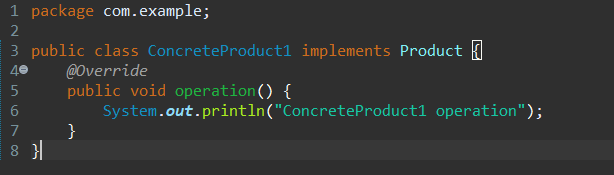 1 package com.example;
2
3 public class ConcreteProduct1 implements Product {
4     @Override
5     public void operation() {
6         System.out.println("ConcreteProduct1 operation");
7     }
8 }